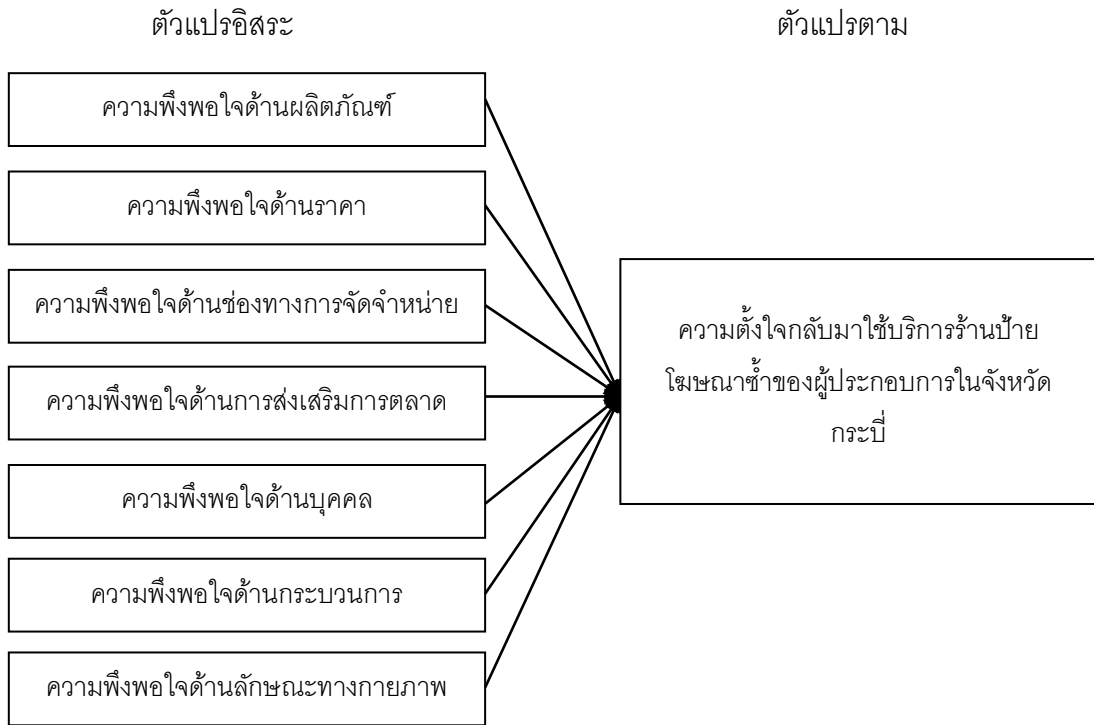 ตัวแปรอิสระ
ตัวแปรตาม
ความพึงพอใจด้านผลิตภัณฑ์
ความพึงพอใจด้านราคา
ความพึงพอใจด้านช่องทางการจัดจำหน่าย
ความพึงพอใจด้านการส่งเสริมการตลาด
ความพึงพอใจด้านบุคคล
ความพึงพอใจด้านกระบวนการ
ความพึงพอใจด้านลักษณะทางกายภาพ
ความตั้งใจกลับมาใช้บริการร้านป้าย
โฆษณาซ้ำของผู้ประกอบการในจังหวัด
กระบี่